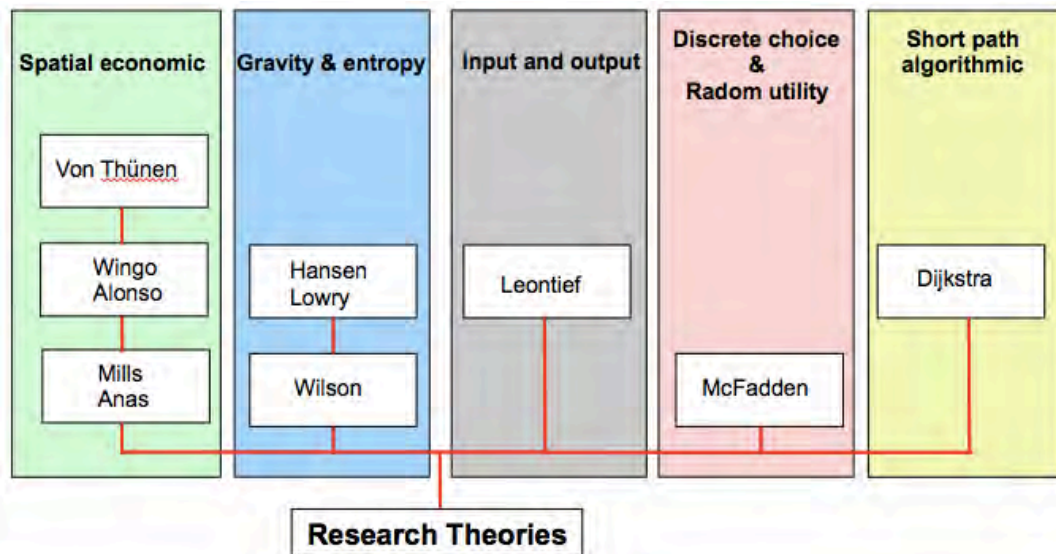 Spatial economic
Von Thünen
Wingo
Alonso
Mills
Anas
Gravity & entropy
Hansen
Lowry
Wilson
Input and output
Leontief
Discrete choice
&
Radom utility
McFadden
Short path
algorithmic
Dijkstra
Research Theories